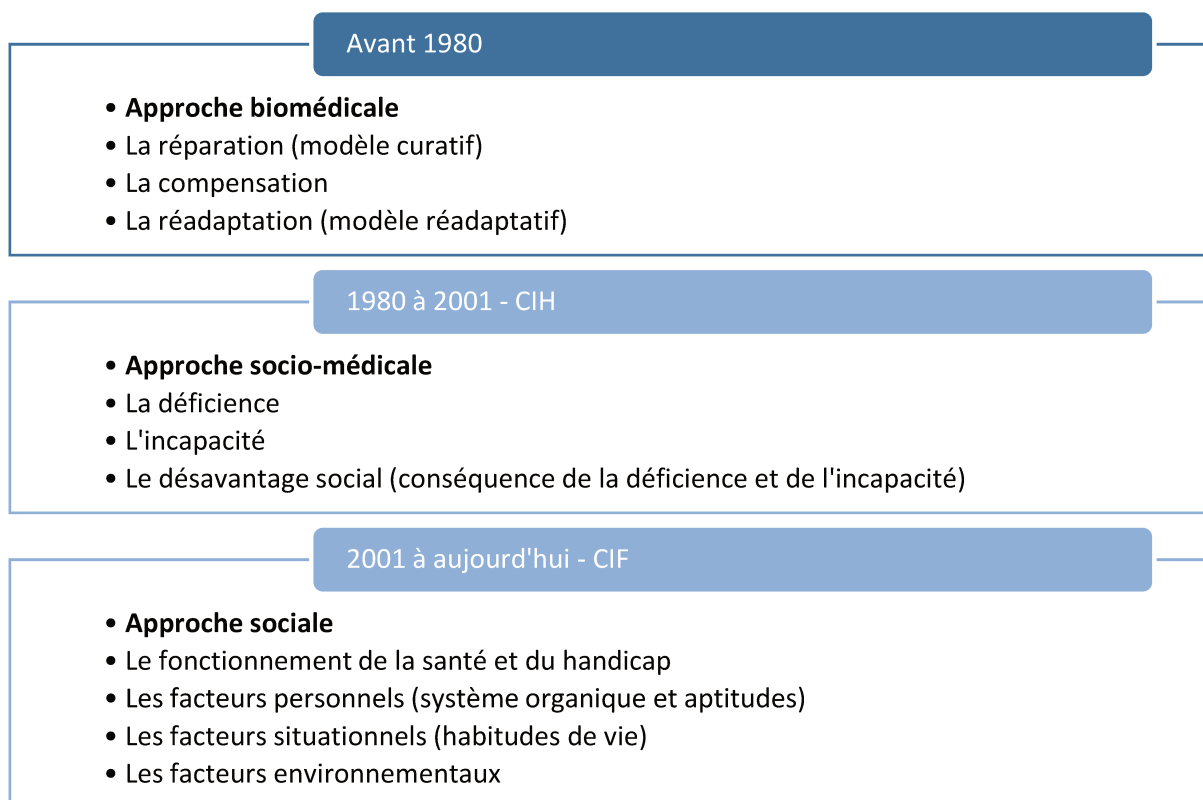 Avant 1980
• Approche biomédicale
• La réparation (modèle curatif)
• La compensation
• La réadaptation (modèle réadaptatif)
1980 à 2001 - CIH
• Approche socio-médicale
• La déficience
• L'incapacité
• Le désavantage social (conséquence de la déficience et de l'incapacité)
2001 à aujourd'hui - CIF
• Approche sociale
• Le fonctionnement de la santé et du handicap
• Les facteurs personnels (système organique et aptitudes)
• Les facteurs situationnels (habitudes de vie)
• Les facteurs environnementaux